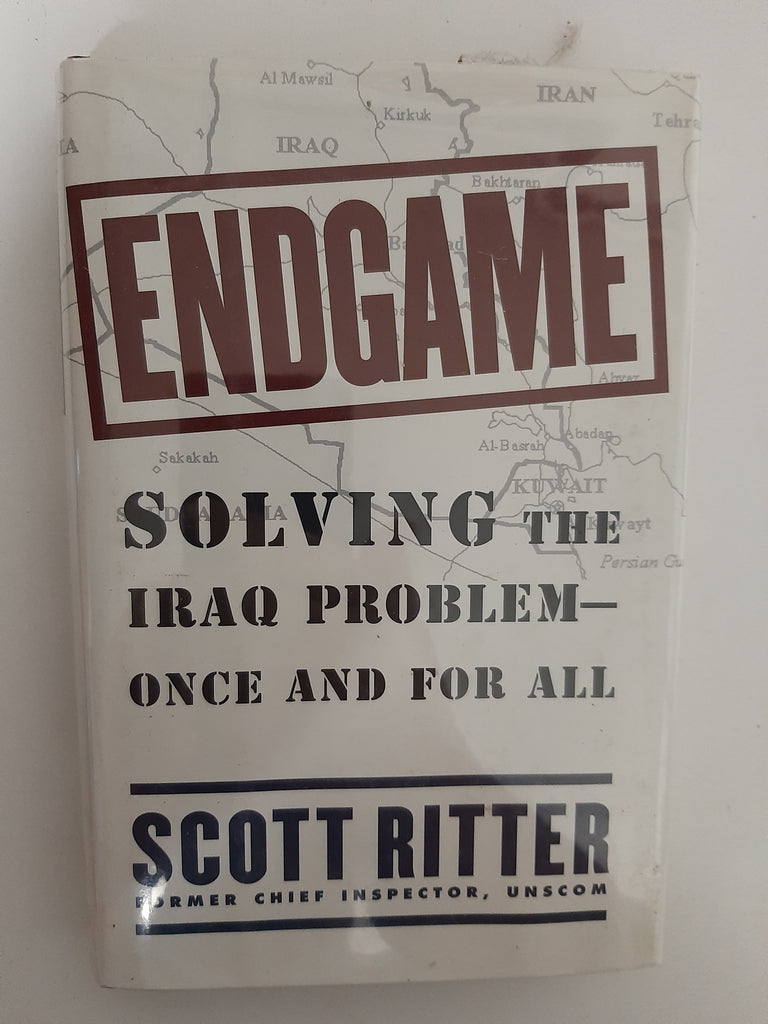 Al Mawsil
IRAN
Kirkuk
Tehra
IRAQ
Bakhtaran
ENDGAME
Ahvaz
Al-Basrah
Abadan
Sakakah
KUWAIT
SOLVING THE
Persian Gu
IRAQ PROBLEM—
ONCE AND FOR ALL
SCOTT RITTER
FORMER CHIEF INSPECTOR, UNSCOM